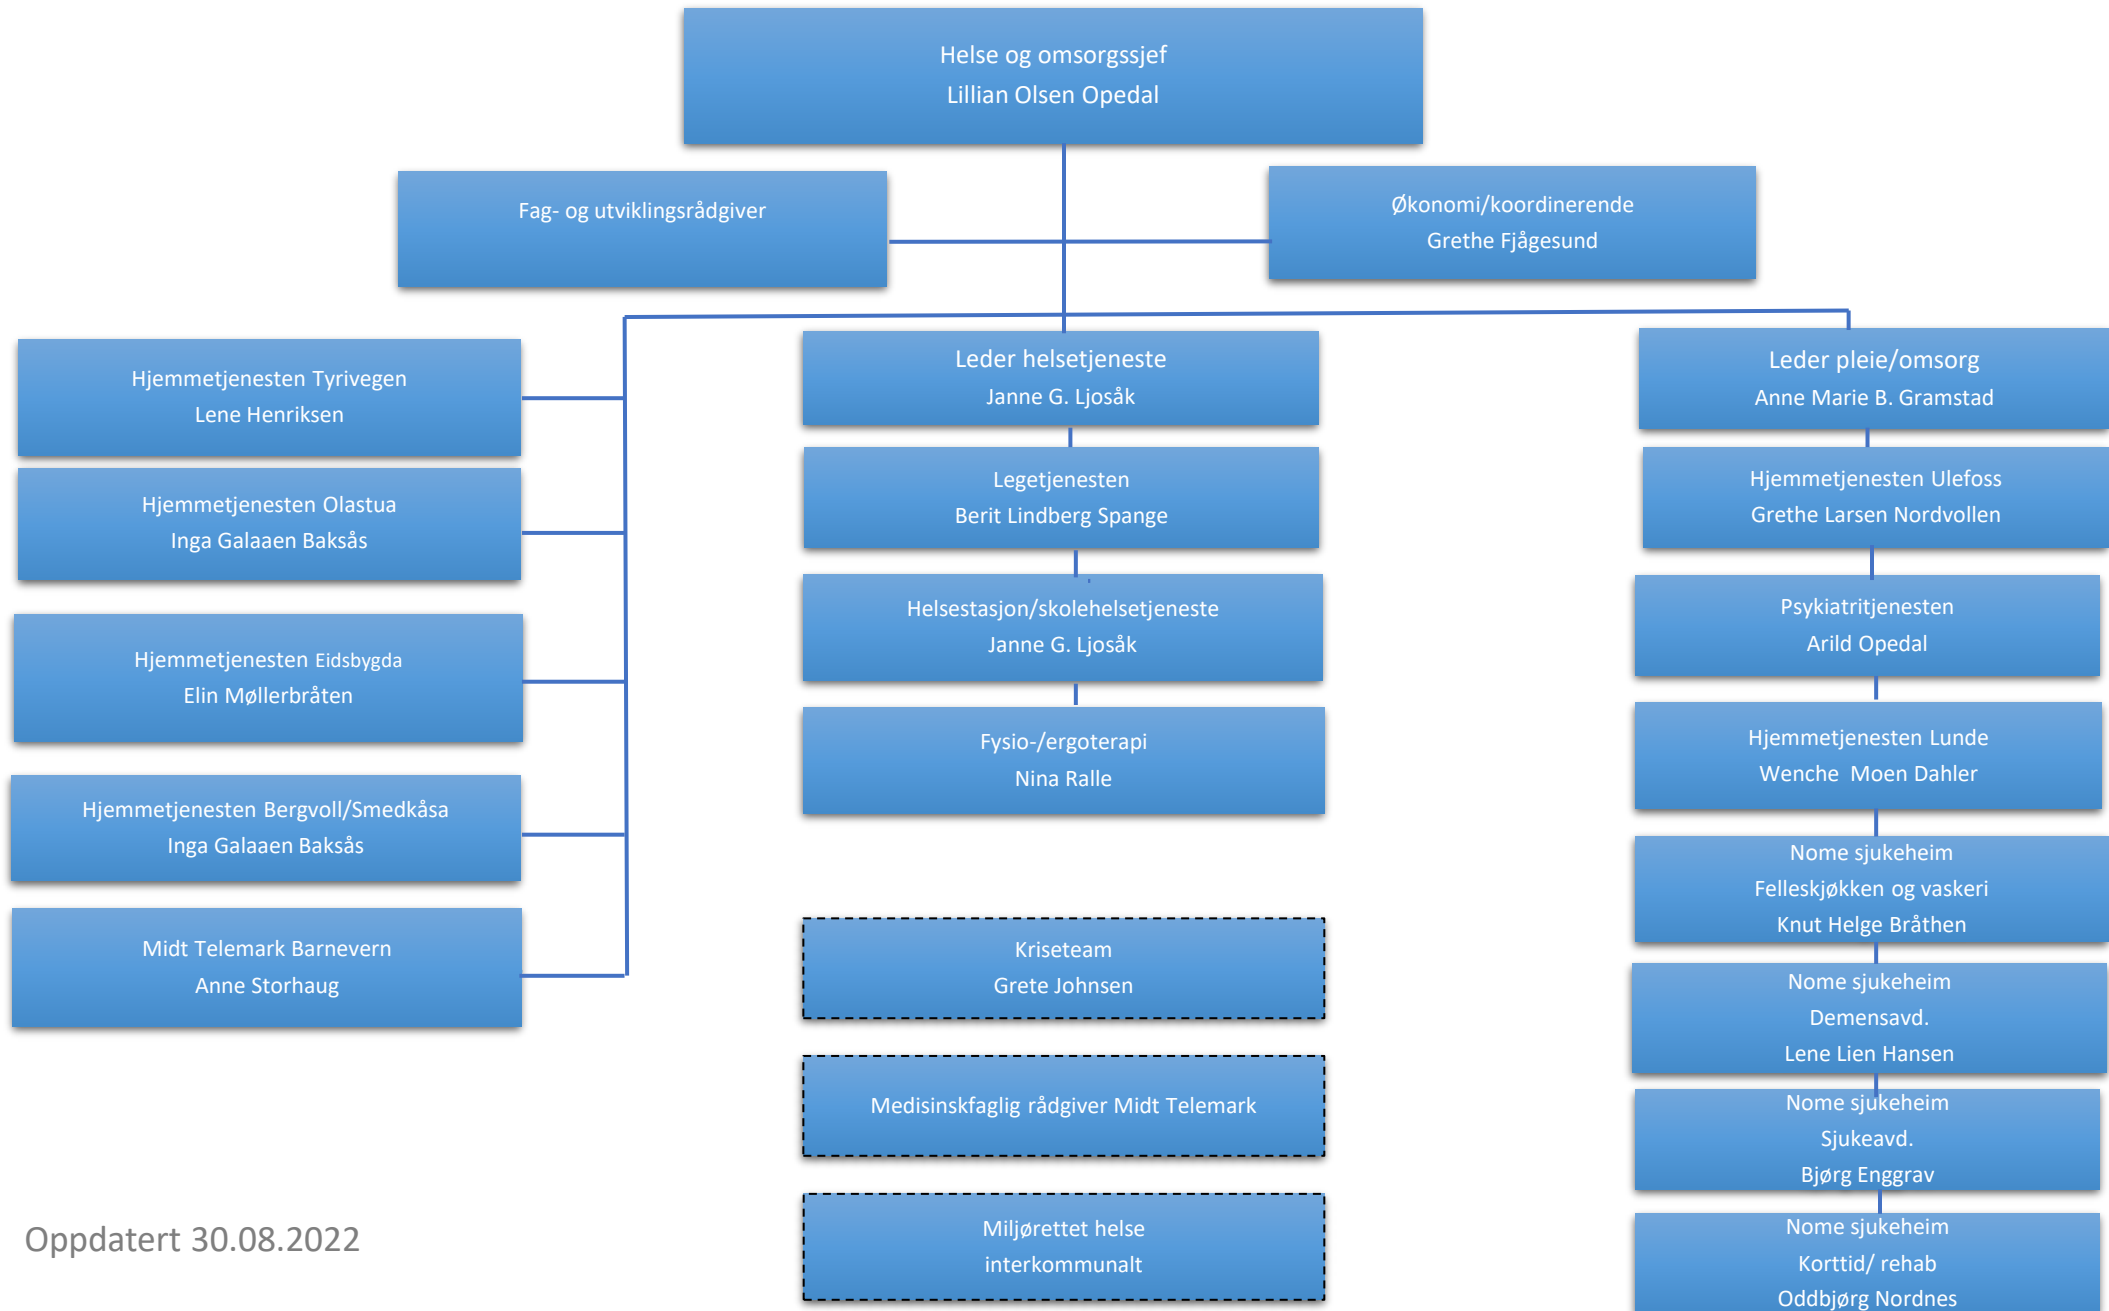 Helse og omsorgssjef
Lillian Olsen Opedal
Fag- og utviklingsrådgiver
Økonomi/koordinerende
Grethe Fjågesund
Hjemmetjenesten Tyrivegen
Lene Henriksen
Hjemmetjenesten Olastua
Inga Galaaen Baksås
Hjemmetjenesten Eidsbygda
Elin Møllerbråten
Hjemmetjenesten Bergvoll/Smedkåsa
Inga Galaaen Baksås
Midt Telemark Barnevern
Anne Storhaug
Leder helsetjeneste
Janne G. Ljosåk
Legetjenesten
Berit Lindberg Spange
Helsestasjon/skolehelsetjeneste
Janne G. Ljosåk
Fysio-/ergoterapi
Nina Ralle
Kriseteam
Grete Johnsen
Medisinskfaglig rådgiver Midt Telemark
Miljørettet helse
interkommunalt
Leder pleie/omsorg
Anne Marie B. Gramstad
Hjemmetjenesten Ulefoss
Grethe Larsen Nordvollen
Psykiatritjenesten
Arild Opedal
Hjemmetjenesten Lunde
Wenche Moen Dahler
Nome sjukeheim
Felleskjøkken og vaskeri
Knut Helge Bråthen
Nome sjukeheim
Demensavd.
Lene Lien Hansen
Nome sjukeheim
Sjukeavd.
Bjørg Enggrav
Nome sjukeheim
Korttid/ rehab
Oddbjørg Nordnes
Oppdatert 30.08.2022